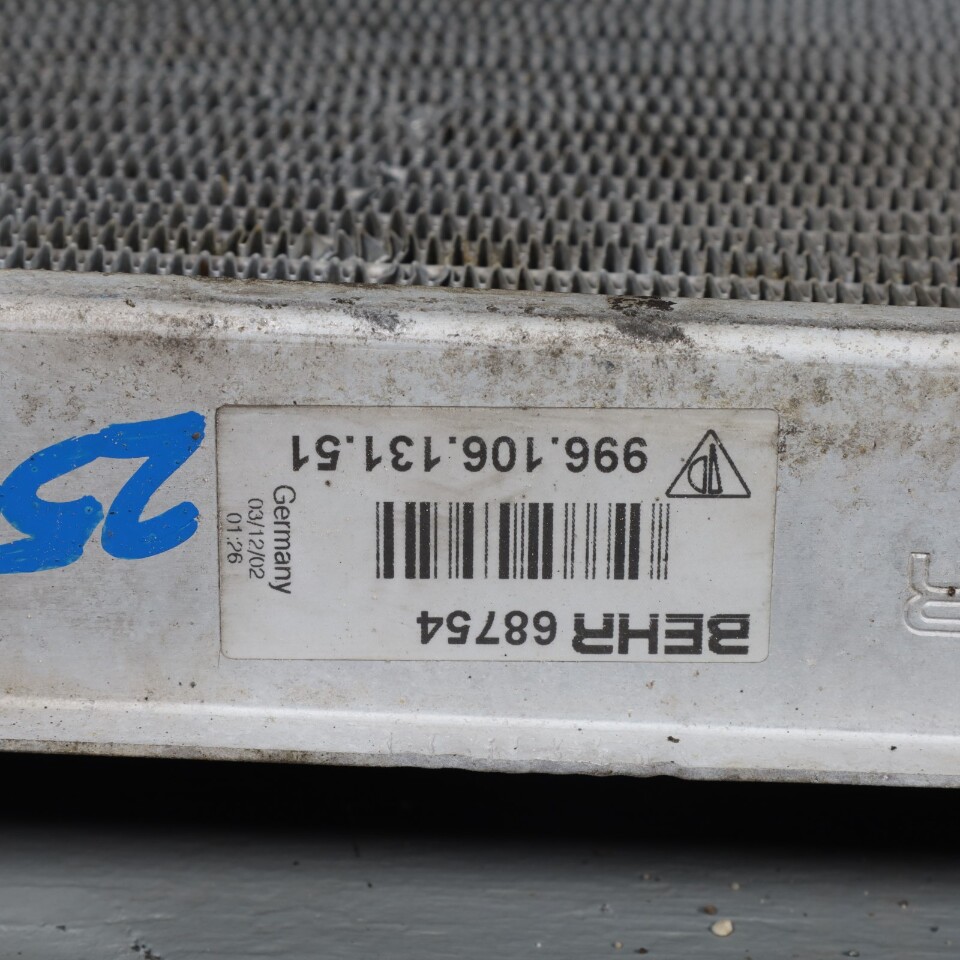 BEHR 68754
996.106.131.51
Germany
03/12/02
01:26
25
R